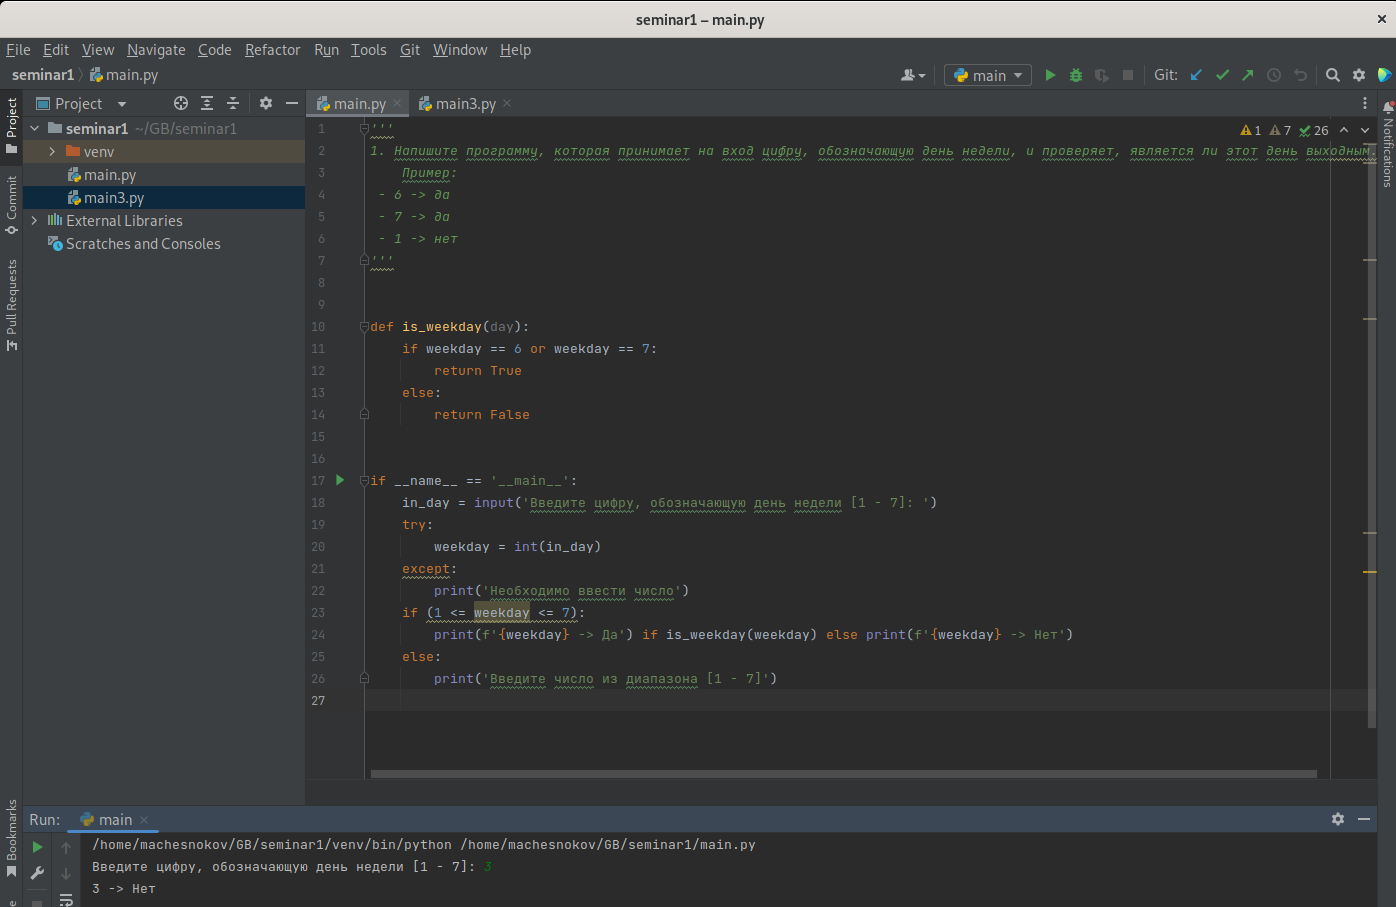 seminar1 – main.py
File Edit View Navigate Code Refactor Run Tools Git Window Help
seminar1 main.py main Git:
Project
main.py main3.py
seminar1 ~/GB/seminar1
venv
main.py
main3.py
External Libraries
Scratches and Consoles
Project
Commit
Pull Requests
Bookmarks
Notifications
1 7 26
1 '''
2 1. Напишите программу, которая принимает на вход цифру, обозначающую день недели, и проверяет, является ли этот день выходным.
3 Пример:
4 - 6 -> да
5 - 7 -> да
6 - 1 -> нет
7 '''
8
9
10 def is_weekday(day):
11 if weekday == 6 or weekday == 7:
12 return True
13 else:
14 return False
15
16
17 if __name__ == '__main__':
18 in_day = input('Введите цифру, обозначающую день недели [1 - 7]: ')
19 try:
20 weekday = int(in_day)
21 except:
22 print('Необходимо ввести число')
23 if (1 <= weekday <= 7):
24 print(f'{weekday} -> Да') if is_weekday(weekday) else print(f'{weekday} -> Нет')
25 else:
26 print('Введите число из диапазона [1 - 7]')
27
Run: main
/home/machesnokov/GB/seminar1/venv/bin/python /home/machesnokov/GB/seminar1/main.py
Введите цифру, обозначающую день недели [1 - 7]: 3
3 -> Нет